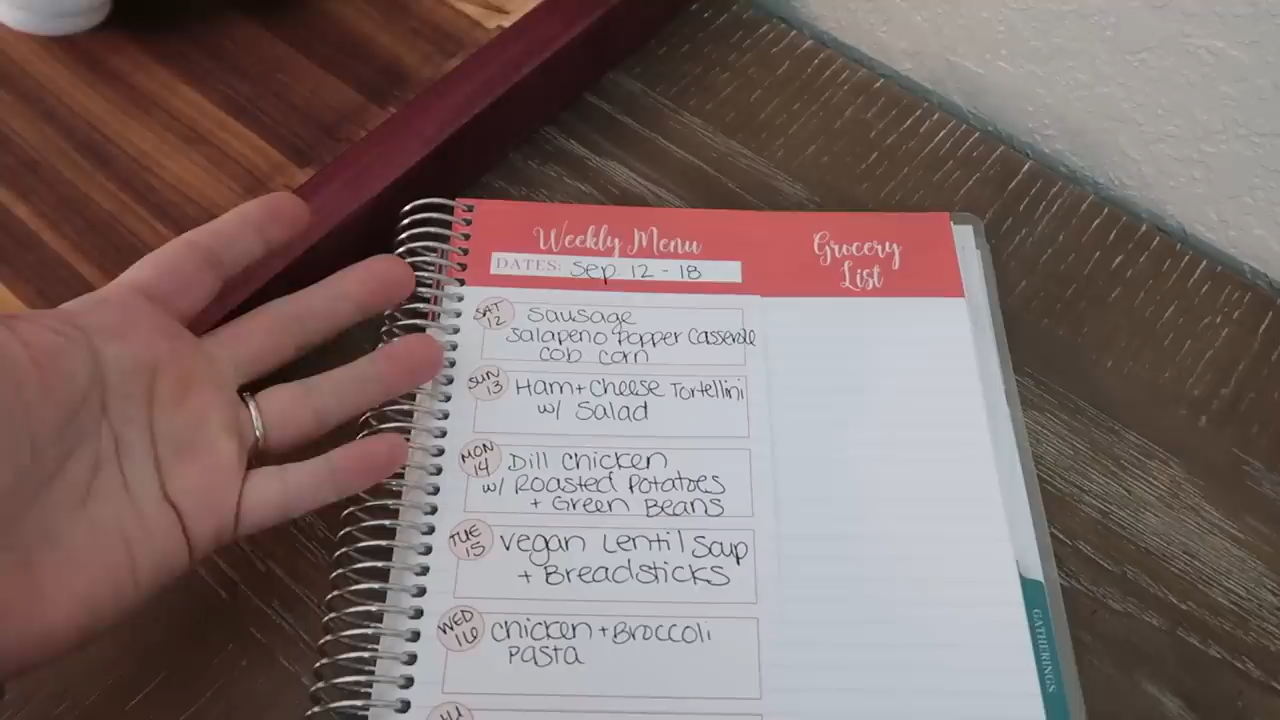 Weekly Menu
DATES: Sep. 12 - 18
Grocery
List
SAT
12
Sausage
Salapeno Popper Casserole
Cob corn
SUN
13
Ham + Cheese Tortellini
w/ Salad
MON
14
Dill Chicken
w/ Roasted Potatoes
+ Green Beans
TUE
15
Vegan Lentil Soup
+ Breadsticks
WED
16
Chicken + Broccoli
Pasta
GATHERINGS